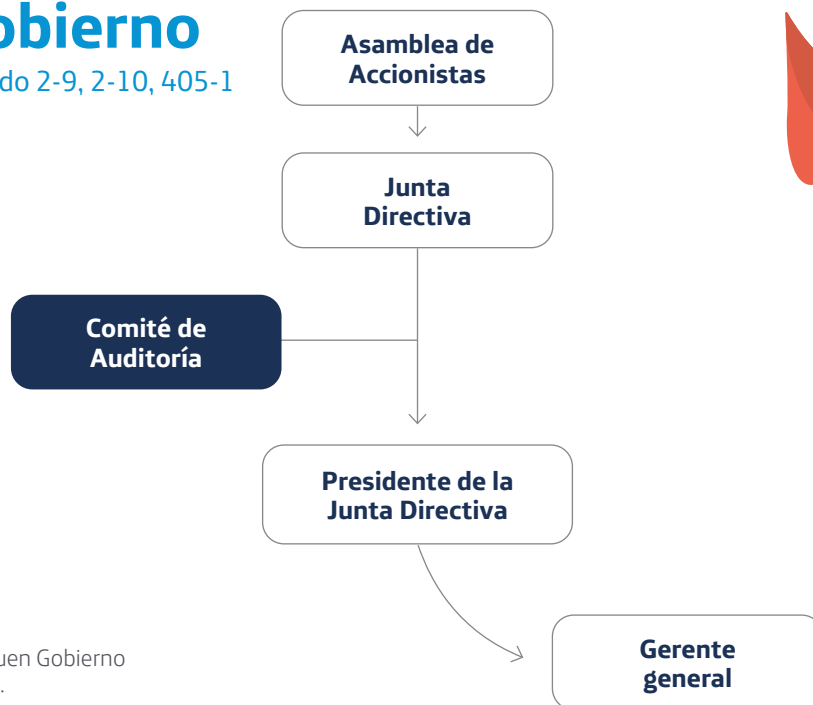 obierno
do 2-9, 2-10, 405-1
Asamblea de
Accionistas
Junta
Directiva
Comité de
Auditoría
Presidente de la
Junta Directiva
Gerente
general
uen Gobierno
.